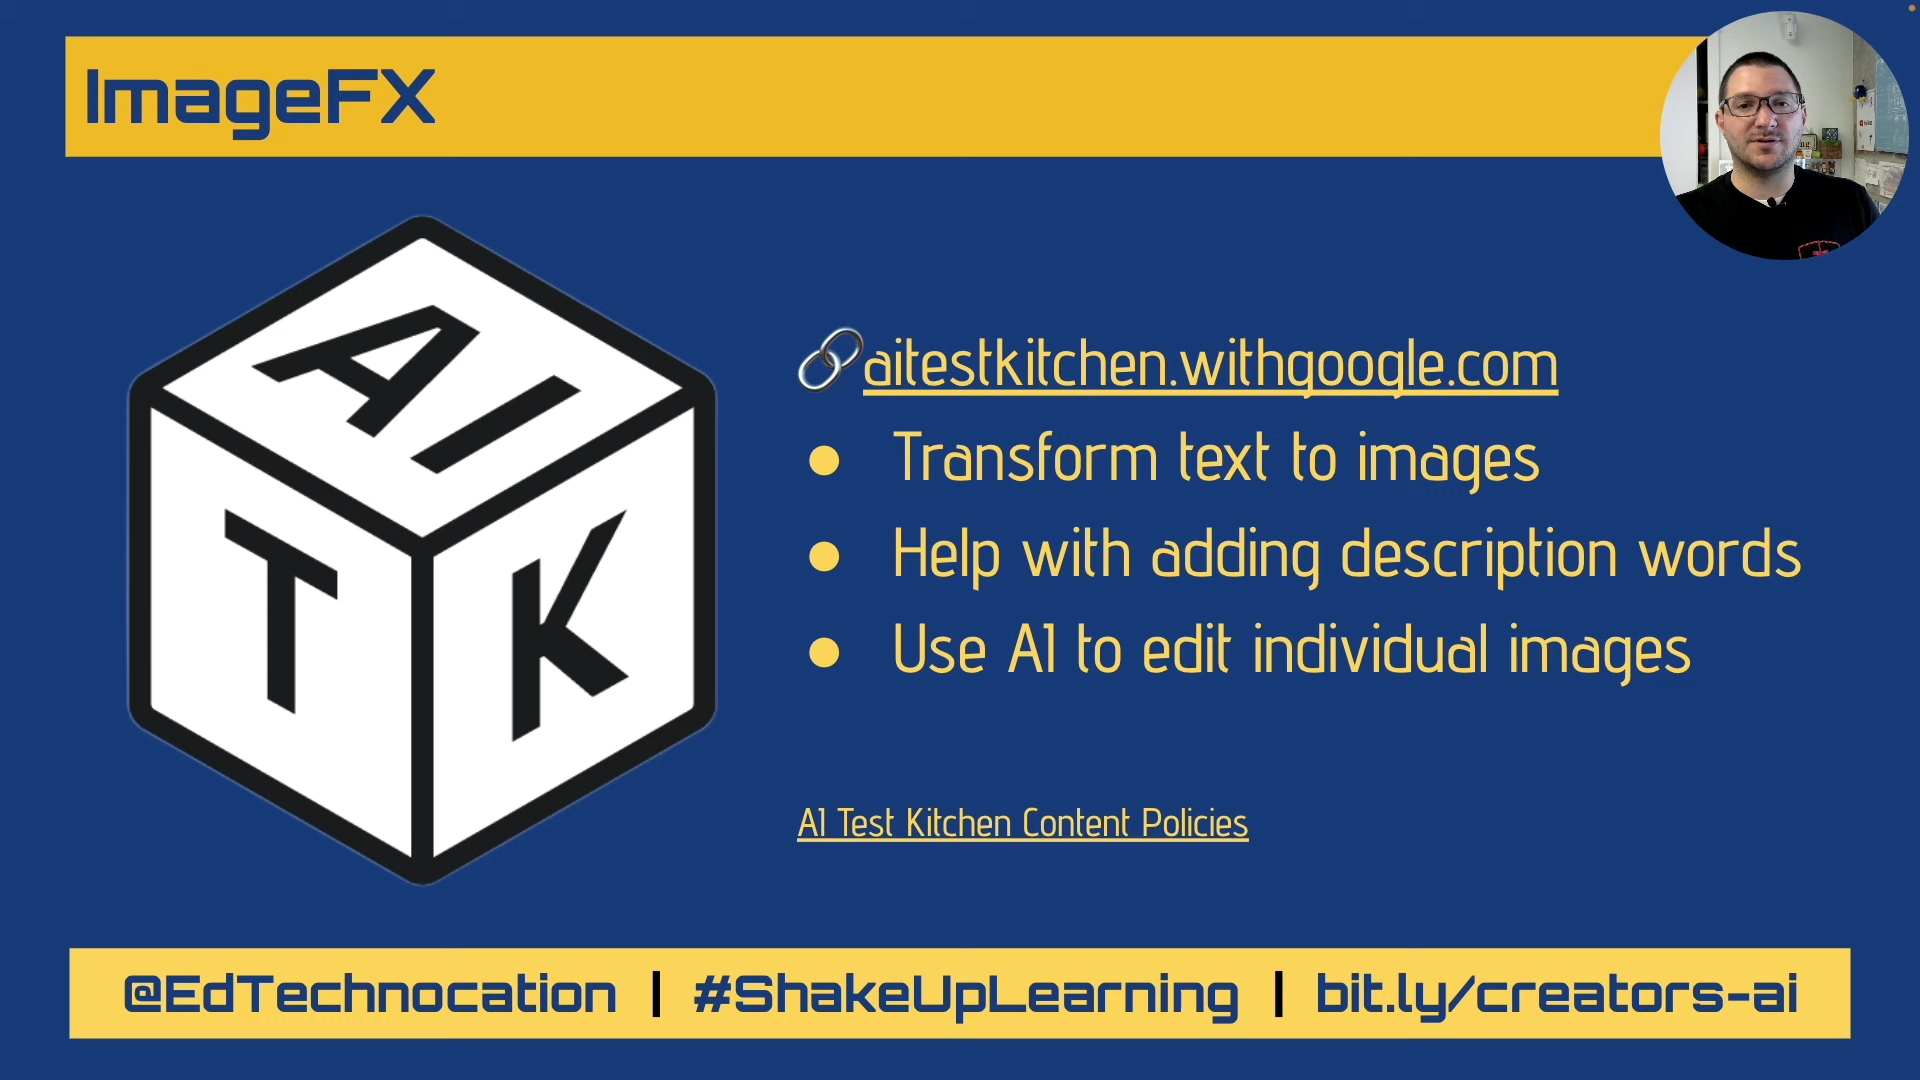 ImageFX
AI
T K
aitestkitchen.withgoogle.com
● Transform text to images
● Help with adding description words
● Use AI to edit individual images
AI Test Kitchen Content Policies
@EdTechnocation | #ShakeUpLearning | bit.ly/creators-ai